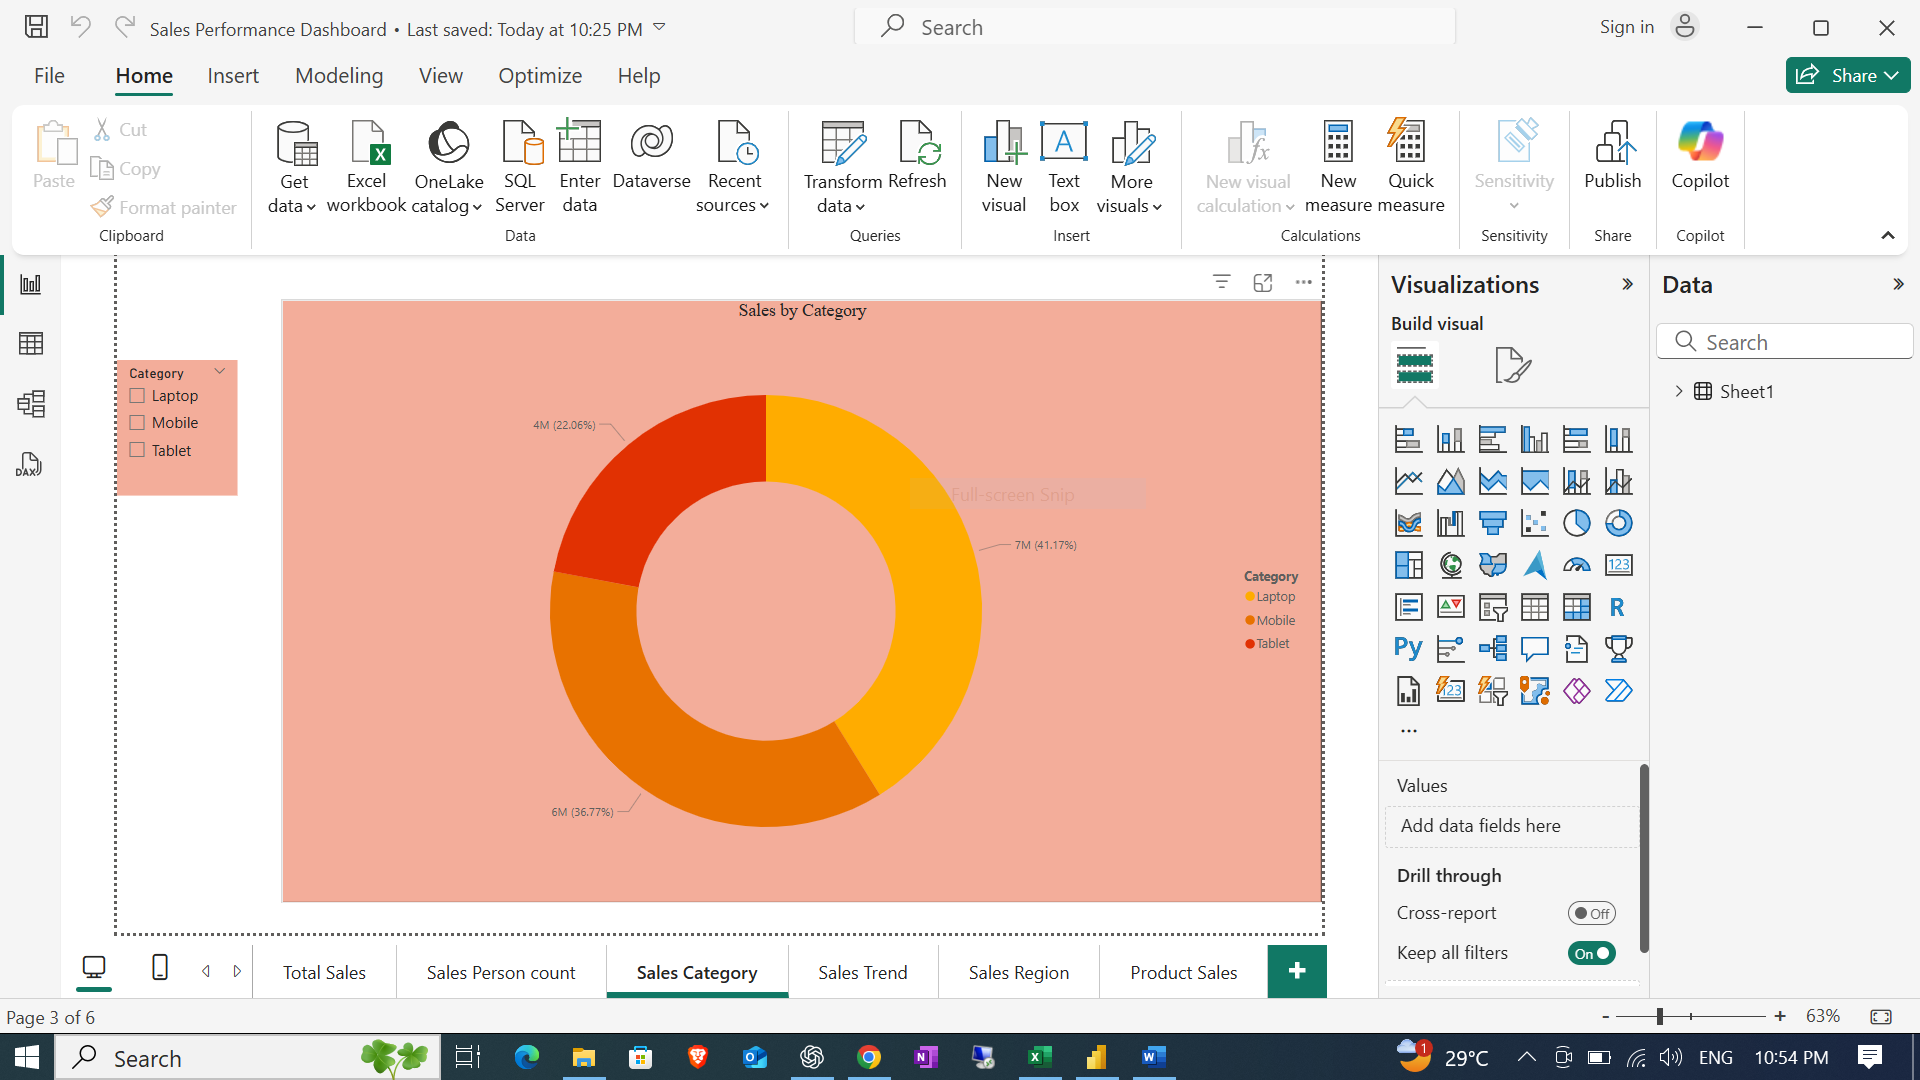 Sales Performance Dashboard • Last saved: Today at 10:25 PM
Search
Sign in
File
Home
Insert
Modeling
View
Optimize
Help
Share
Paste
Cut
Copy
Format painter
Clipboard
Get data
Excel workbook
OneLake catalog
SQL Server
Enter data
Dataverse
Recent sources
Data
Transform data
Refresh
Queries
New visual
Text box
More visuals
Insert
New visual calculation
New measure
Quick measure
Calculations
Sensitivity
Sensitivity
Publish
Share
Copilot
Copilot
DAX
Category
Laptop
Mobile
Tablet
Sales by Category
4M (22.06%)
Full-screen Snip
7M (41.17%)
6M (36.77%)
Category
Laptop
Mobile
Tablet
Visualizations
Build visual
123
R
Py
123
Values
Add data fields here
Drill through
Cross-report
Off
Keep all filters
On
Data
Search
Sheet1
Total Sales
Sales Person count
Sales Category
Sales Trend
Sales Region
Product Sales
+
Page 3 of 6
- +
63%
Search
1
29°C
ENG
10:54 PM